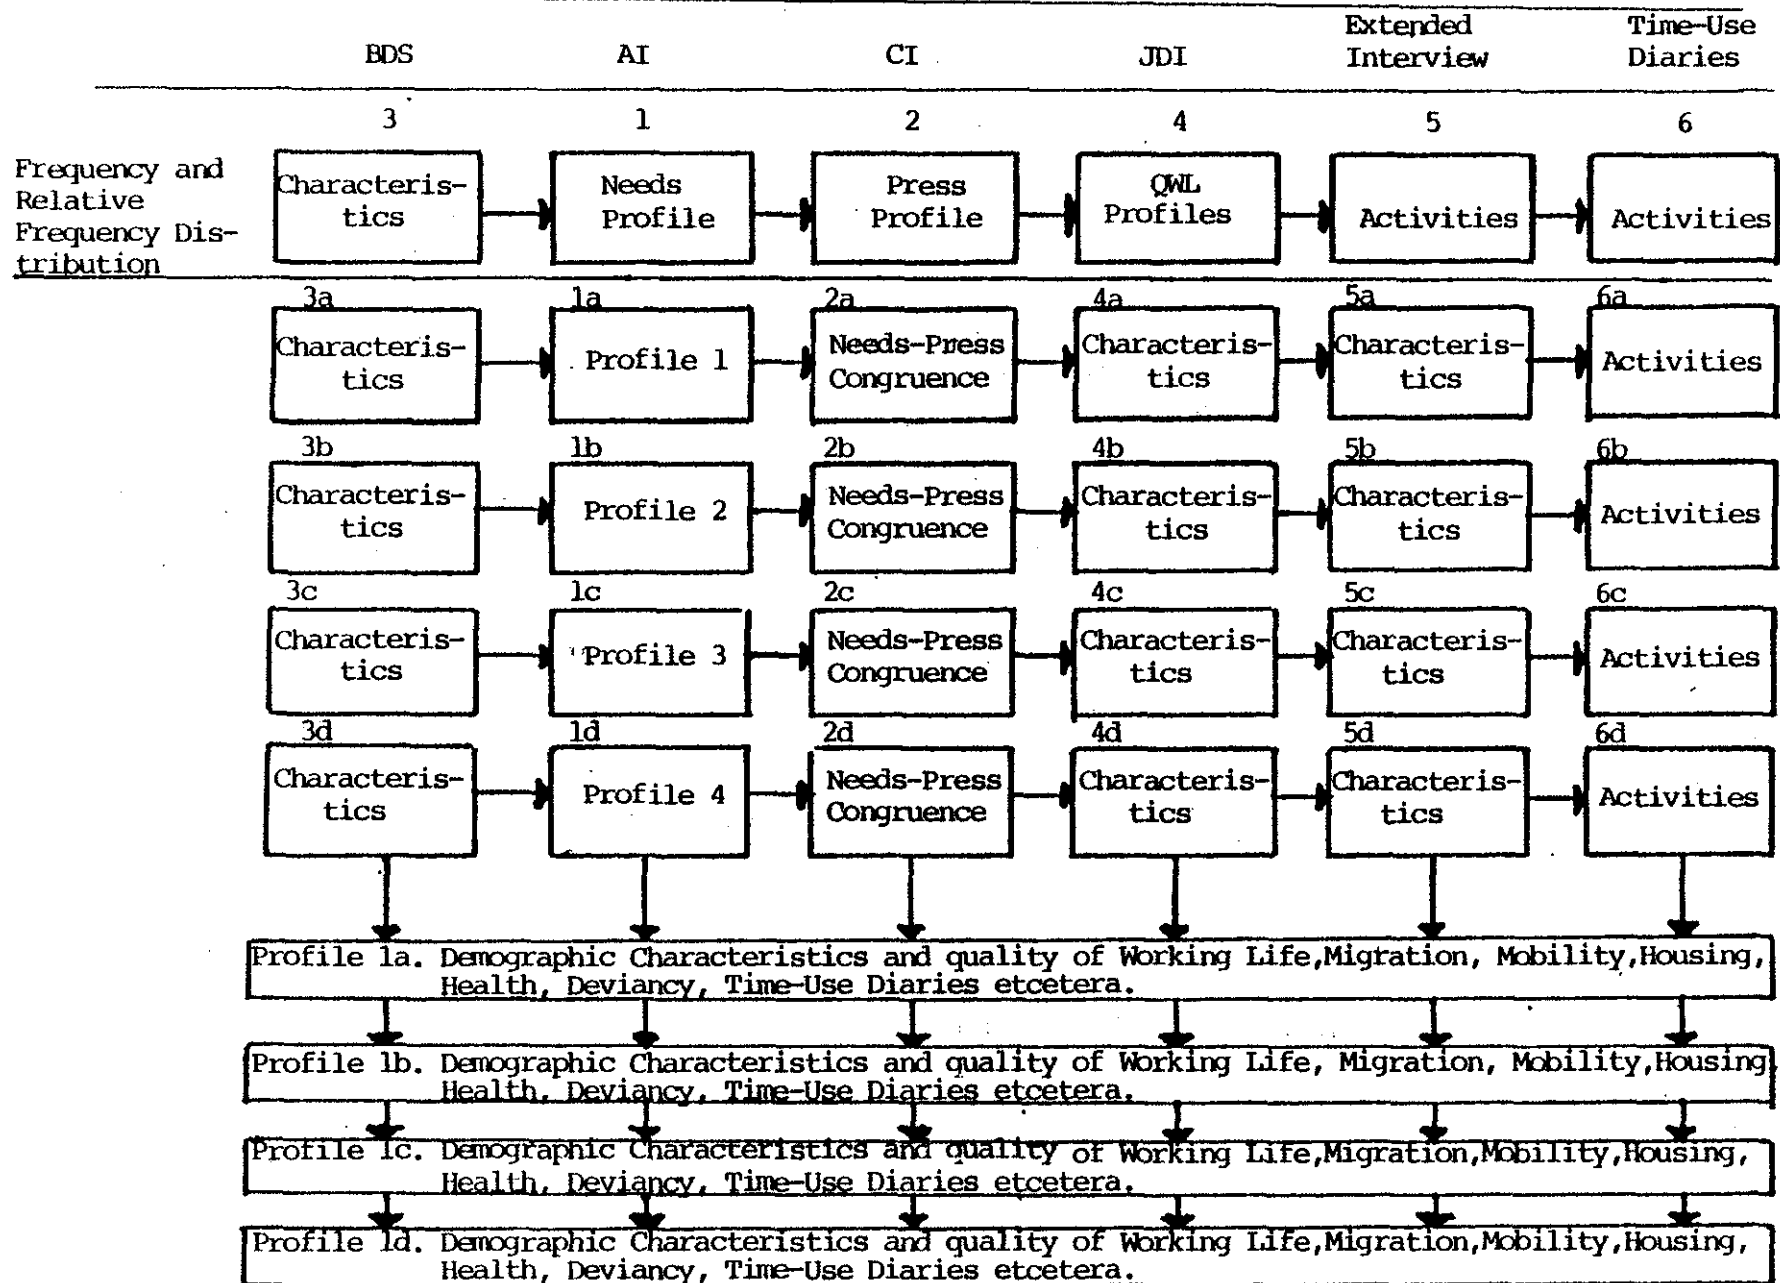 Extended Time-Use
BDS AI CI JDI Interview Diaries
3 1 2 4 5 6
Frequency and
Relative
Frequency Dis-
tribution
Characteris-
tics
Needs
Profile
Press
Profile
QWL
Profiles
Activities
Activities
3a 1a 2a 4a 5a 6a
Characteris-
tics
Profile 1
Needs-Press
Congruence
Characteris-
tics
Characteris-
tics
Activities
3b 1b 2b 4b 5b 6b
Characteris-
tics
Profile 2
Needs-Press
Congruence
Characteris-
tics
Characteris-
tics
Activities
3c 1c 2c 4c 5c 6c
Characteris-
tics
Profile 3
Needs-Press
Congruence
Characteris-
tics
Characteris-
tics
Activities
3d 1d 2d 4d 5d 6d
Characteris-
tics
Profile 4
Needs-Press
Congruence
Characteris-
tics
Characteris-
tics
Activities
Profile 1a. Demographic Characteristics and quality of Working Life,Migration, Mobility,Housing,
Health, Deviancy, Time-Use Diaries etcetera.
Profile 1b. Demographic Characteristics and quality of Working Life, Migration, Mobility,Housing,
Health, Deviancy, Time-Use Diaries etcetera.
Profile 1c. Demographic Characteristics and quality of Working Life,Migration,Mobility,Housing,
Health, Deviancy, Time-Use Diaries etcetera.
Profile 1d. Demographic Characteristics and quality of Working Life,Migration,Mobility,Housing,
Health, Deviancy, Time-Use Diaries etcetera.